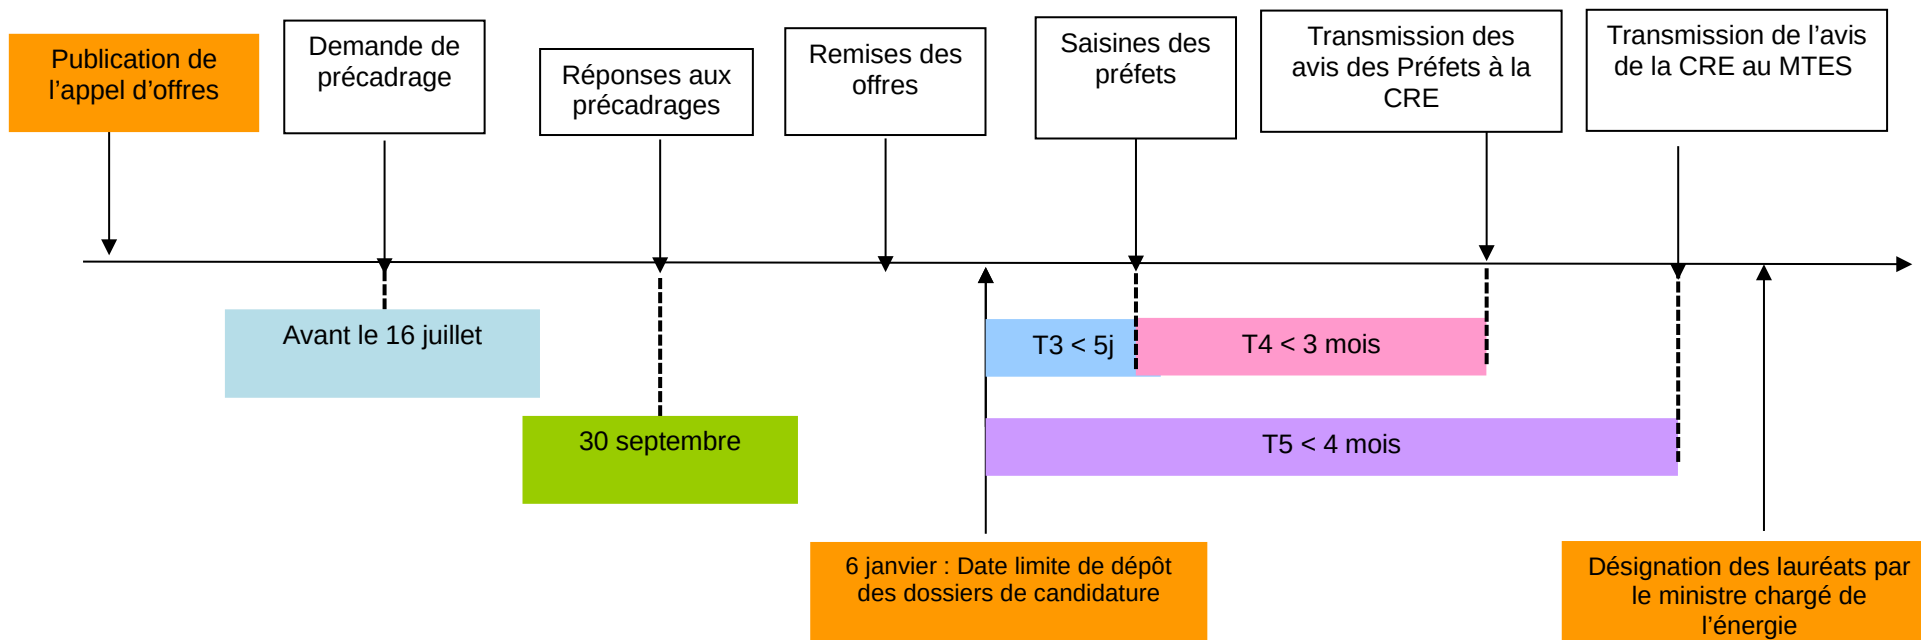 Publication de
l’appel d’offres
Demande de
précadrage
Réponses aux
précadrages
Remises des
offres
Saisines des
préfets
Transmission des
avis des Préfets à la
CRE
Transmission de l’avis
de la CRE au MTES
Avant le 16 juillet
30 septembre
T3 < 5j
T4 < 3 mois
T5 < 4 mois
6 janvier : Date limite de dépôt
des dossiers de candidature
Désignation des lauréats par
le ministre chargé de
l’énergie